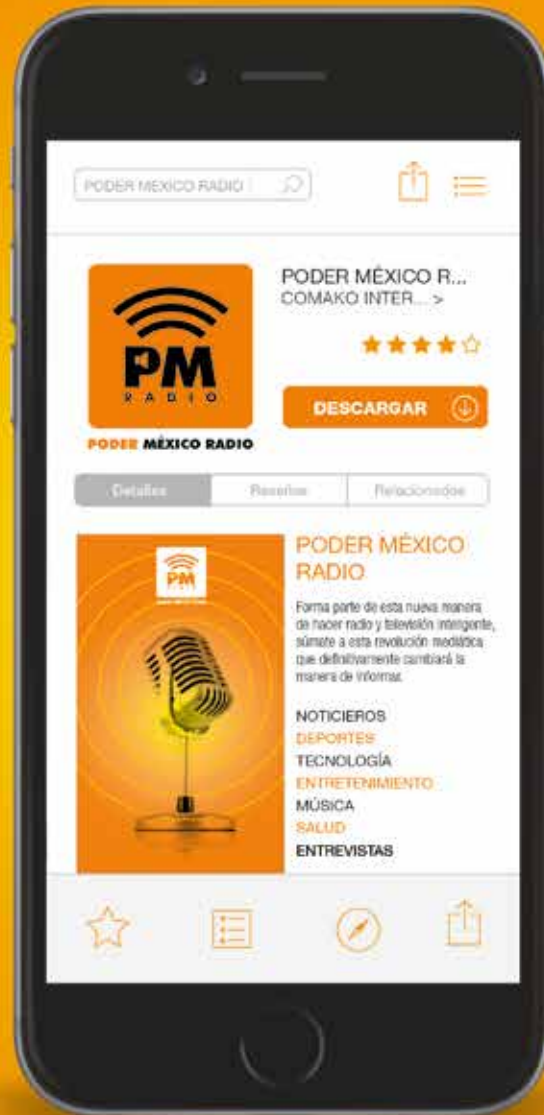 PODER MEXICO RADIO
PM
RADIO
PODER MÉXICO RADIO
PODER MÉXICO R...
COMAKO INTER... >
DESCARGAR
Detalles
Reseñas
Relacionados
PM
PODER MÉXICO
RADIO
Forma parte de esta nueva manera
de hacer radio y televisión inteligente,
súmate a esta revolución mediática
que definitivamente cambiará la
manera de informar.
NOTICIEROS
DEPORTES
TECNOLOGÍA
ENTRETENIMIENTO
MÚSICA
SALUD
ENTREVISTAS